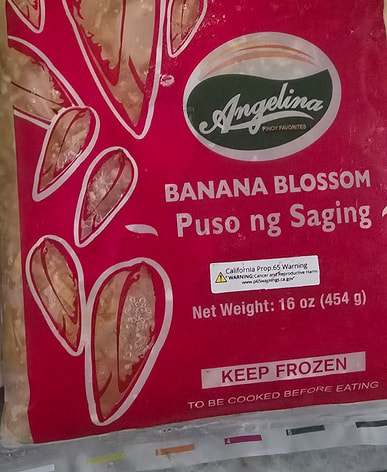 Angelina
PINOY FAVORITES
BANANA BLOSSOM
Puso ng Saging
California Prop 65 Warning
WARNING: Cancer and Reproductive Harm
www.p65warnings.ca.gov
Net Weight: 16 oz (454 g)
KEEP FROZEN
TO BE COOKED BEFORE EATING